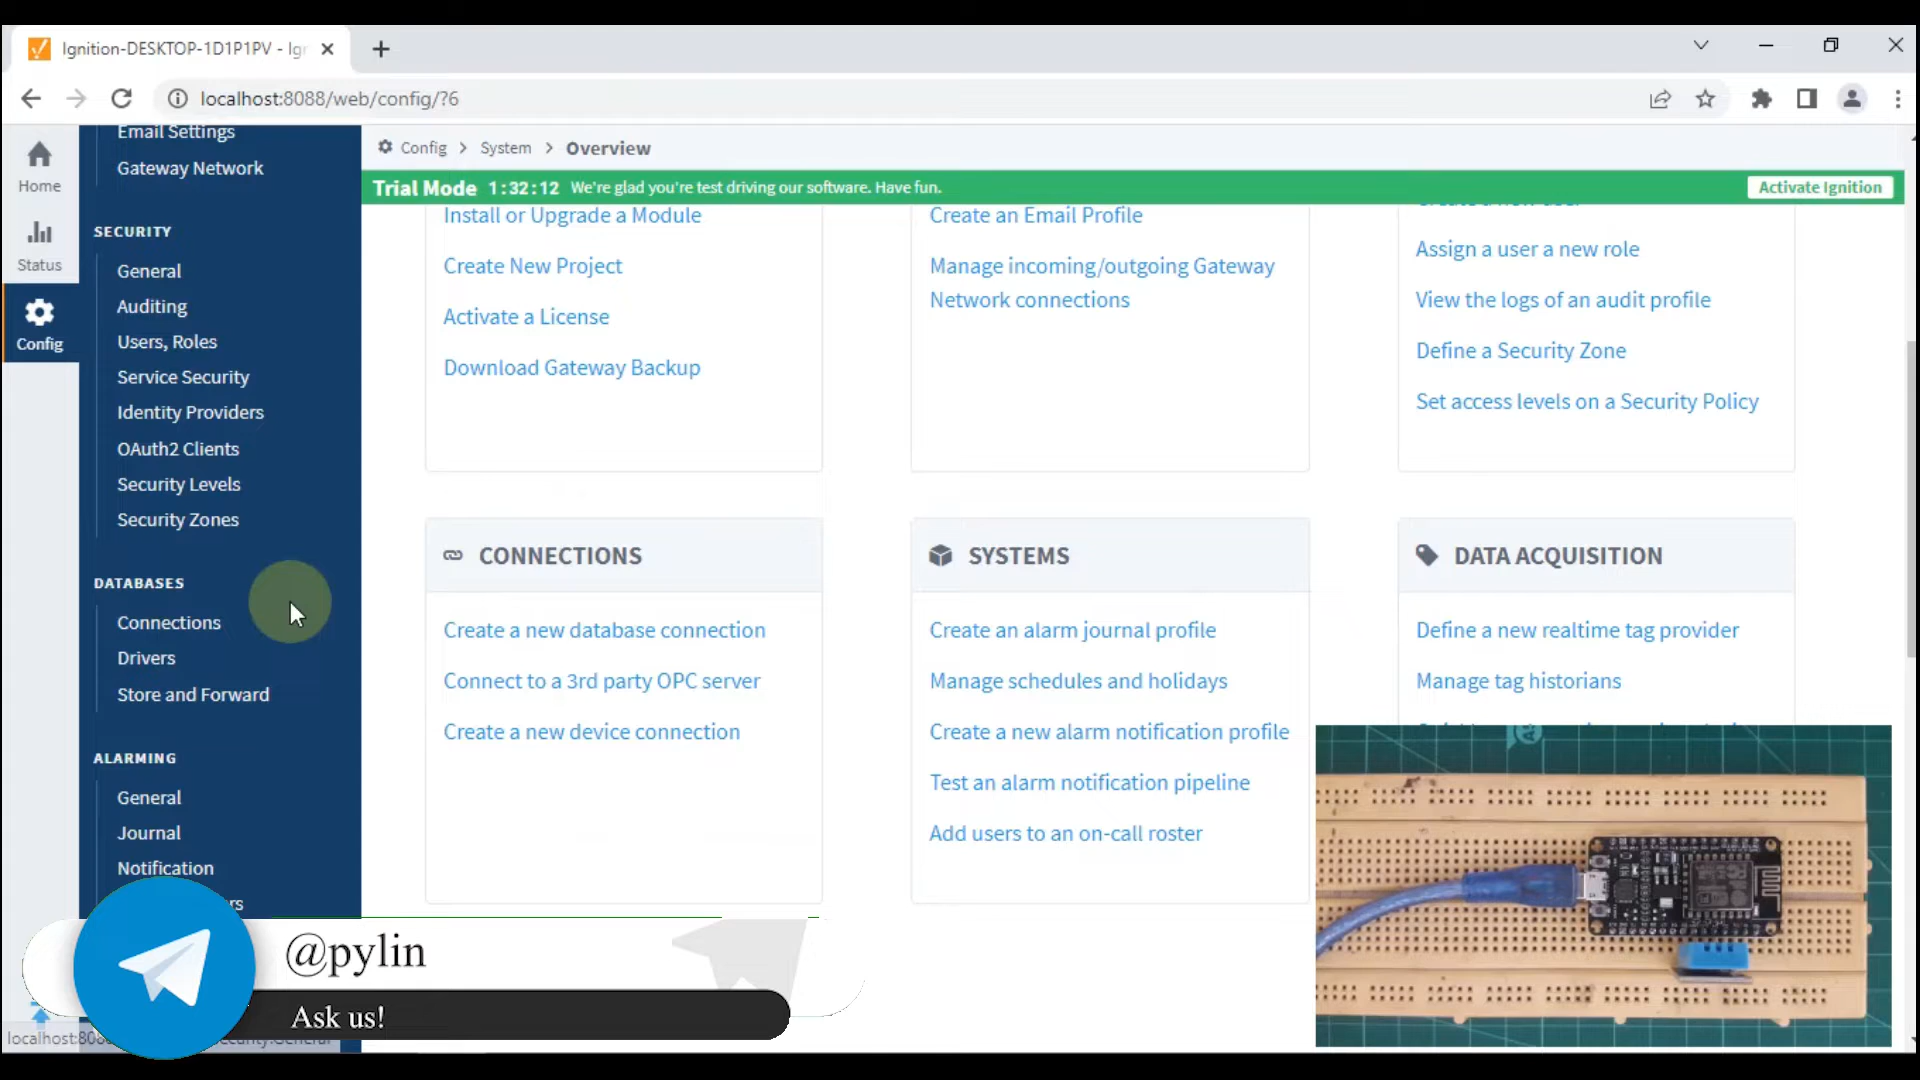 Ignition-DESKTOP-1D1P1PV - Igr
localhost:8088/web/config/?6
Home
Status
Config
Email Settings
Gateway Network
SECURITY
General
Auditing
Users, Roles
Service Security
Identity Providers
OAuth2 Clients
Security Levels
Security Zones
DATABASES
Connections
Drivers
Store and Forward
ALARMING
General
Journal
Notification
Config > System > Overview
Trial Mode 1:32:12 We're glad you're test driving our software. Have fun.
Activate Ignition
Install or Upgrade a Module
Create New Project
Activate a License
Download Gateway Backup
Create an Email Profile
Manage incoming/outgoing Gateway
Network connections
Assign a user a new role
View the logs of an audit profile
Define a Security Zone
Set access levels on a Security Policy
CONNECTIONS
Create a new database connection
Connect to a 3rd party OPC server
Create a new device connection
SYSTEMS
Create an alarm journal profile
Manage schedules and holidays
Create a new alarm notification profile
Test an alarm notification pipeline
Add users to an on-call roster
DATA ACQUISITION
Define a new realtime tag provider
Manage tag historians
@pylin
Ask us!